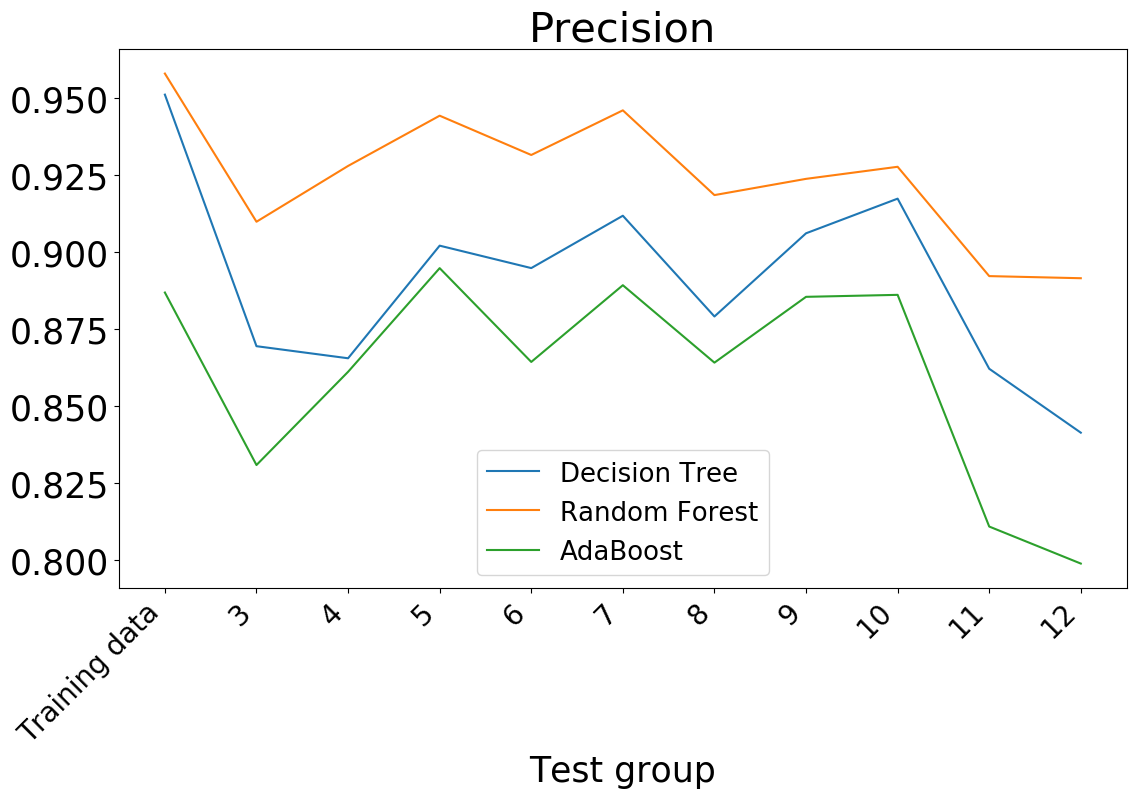 Precision
0.950
0.925
0.900
0.875
0.850
0.825
0.800
Decision Tree
Random Forest
AdaBoost
Training data
3
4
5
6
7
8
9
10
11
12
Test group